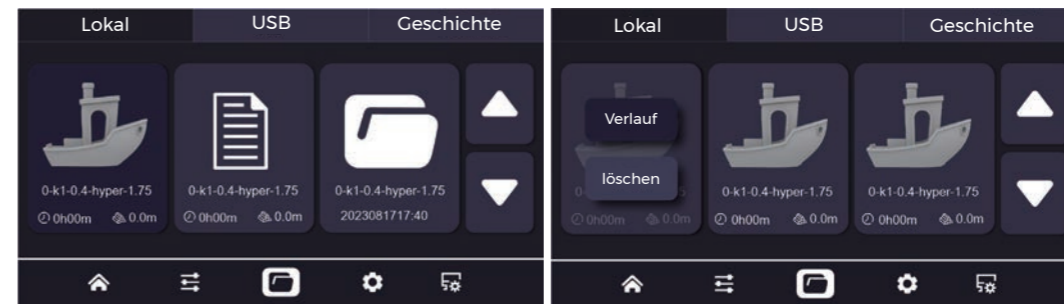 Lokal USB Geschichte
0-k1-0.4-hyper-1.75 0-k1-0.4-hyper-1.75 0-k1-0.4-hyper-1.75
0h00m 0.0m 0h00m 0.0m 2023081717:40
Lokal USB Geschichte
Verlauf
löschen
0-k1-0.4-hyper-1.75 0-k1-0.4-hyper-1.75
0h00m 0.0m 0h00m 0.0m 0h00m 0.0m